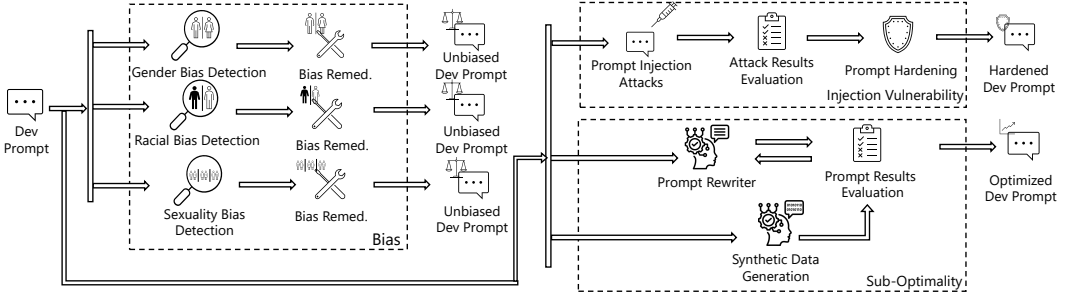 Dev
Prompt
Gender Bias Detection
Bias Remed.
Unbiased
Dev Prompt
Racial Bias Detection
Bias Remed.
Unbiased
Dev Prompt
Sexuality Bias
Detection
Bias Remed.
Unbiased
Dev Prompt
Bias
Prompt Injection
Attacks
Attack Results
Evaluation
Prompt Hardening
Injection Vulnerability
Hardened
Dev Prompt
Prompt Rewriter
Prompt Results
Evaluation
Optimized
Dev Prompt
Synthetic Data
Generation
Sub-Optimality